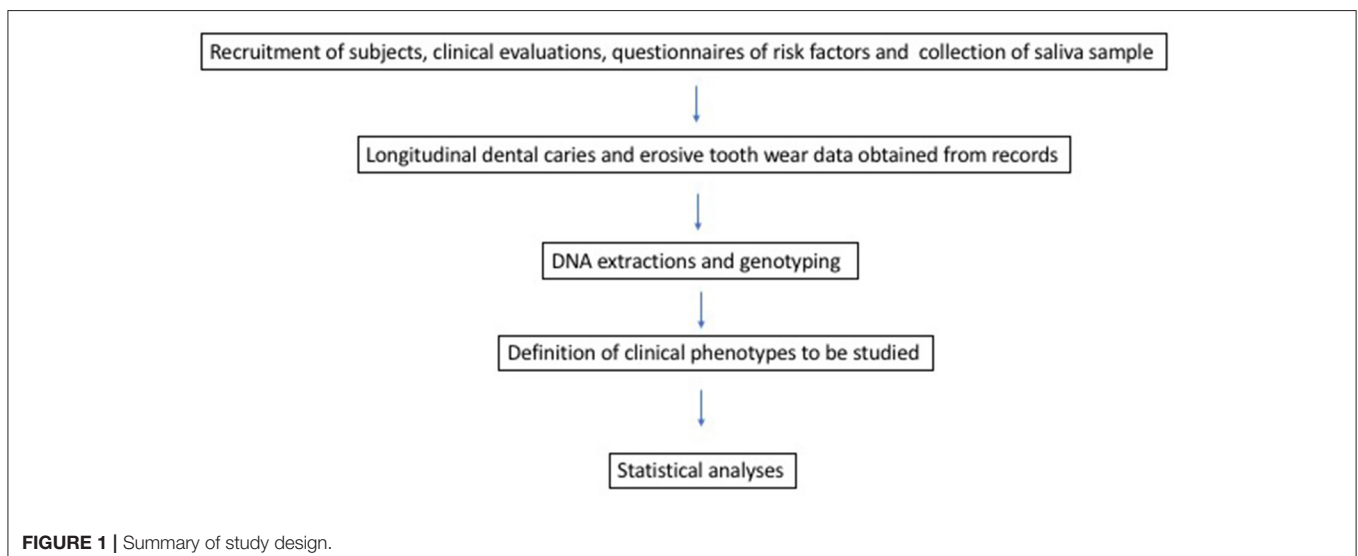 Recruitment of subjects, clinical evaluations, questionnaires of risk factors and collection of saliva sample
Longitudinal dental caries and erosive tooth wear data obtained from records
DNA extractions and genotyping
Definition of clinical phenotypes to be studied
Statistical analyses
FIGURE 1 | Summary of study design.